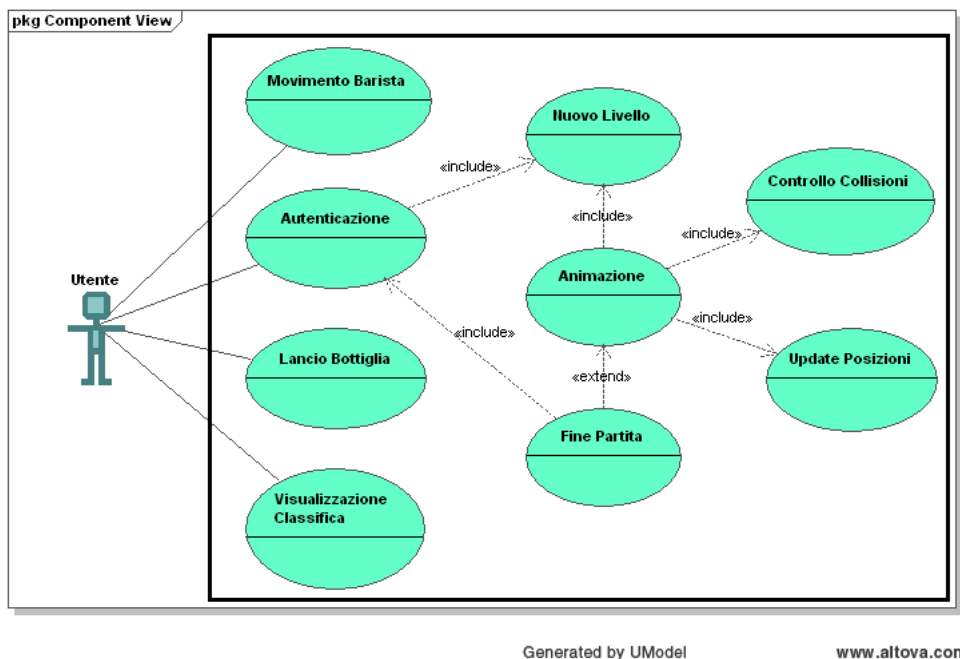 pkg Component View
Movimento Barista
Nuovo Livello
«include»
Controllo Collisioni
Autenticazione
«include»
«include»
Utente
Animazione
«include»
«include»
Lancio Bottiglia
Update Posizioni
«extend»
Fine Partita
Visualizzazione
Classifica
Generated by UModel
www.altova.con